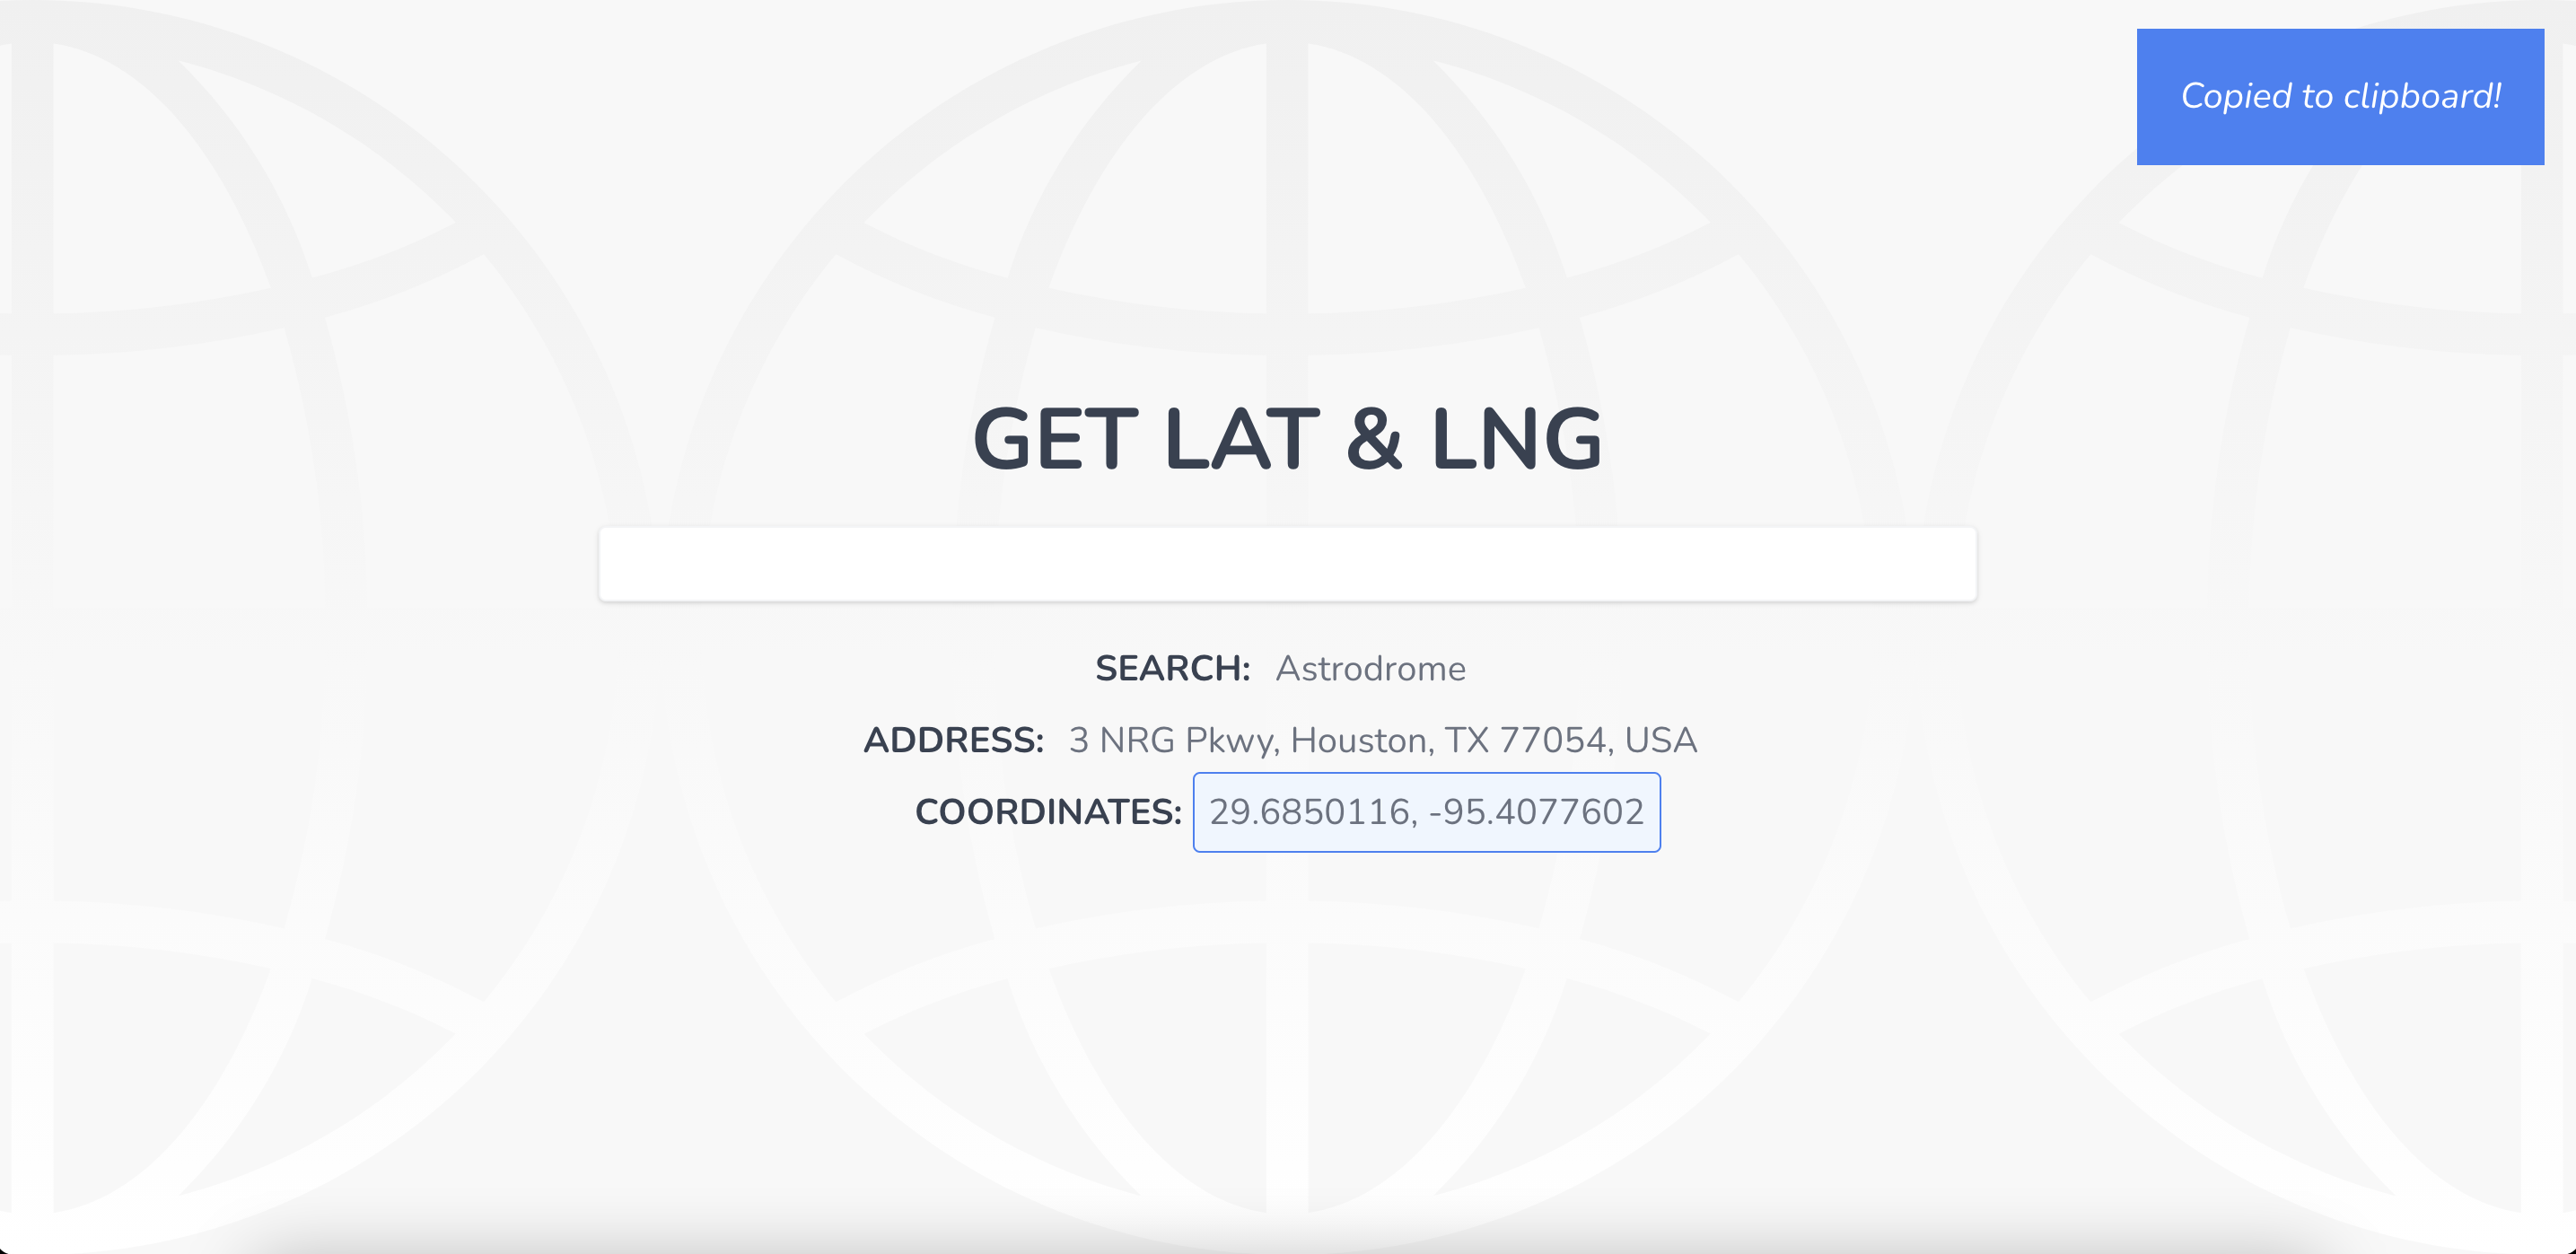 Copied to clipboard!
GET LAT & LNG
SEARCH: Astrodrome
ADDRESS: 3 NRG Pkwy, Houston, TX 77054, USA
COORDINATES: 29.6850116, -95.4077602